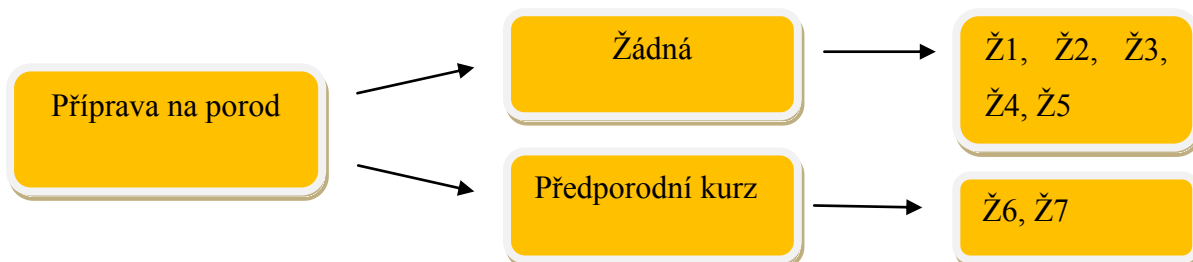 Příprava na porod
Žádná
Ž1, Ž2, Ž3,
Ž4, Ž5
Předporodní kurz
Ž6, Ž7